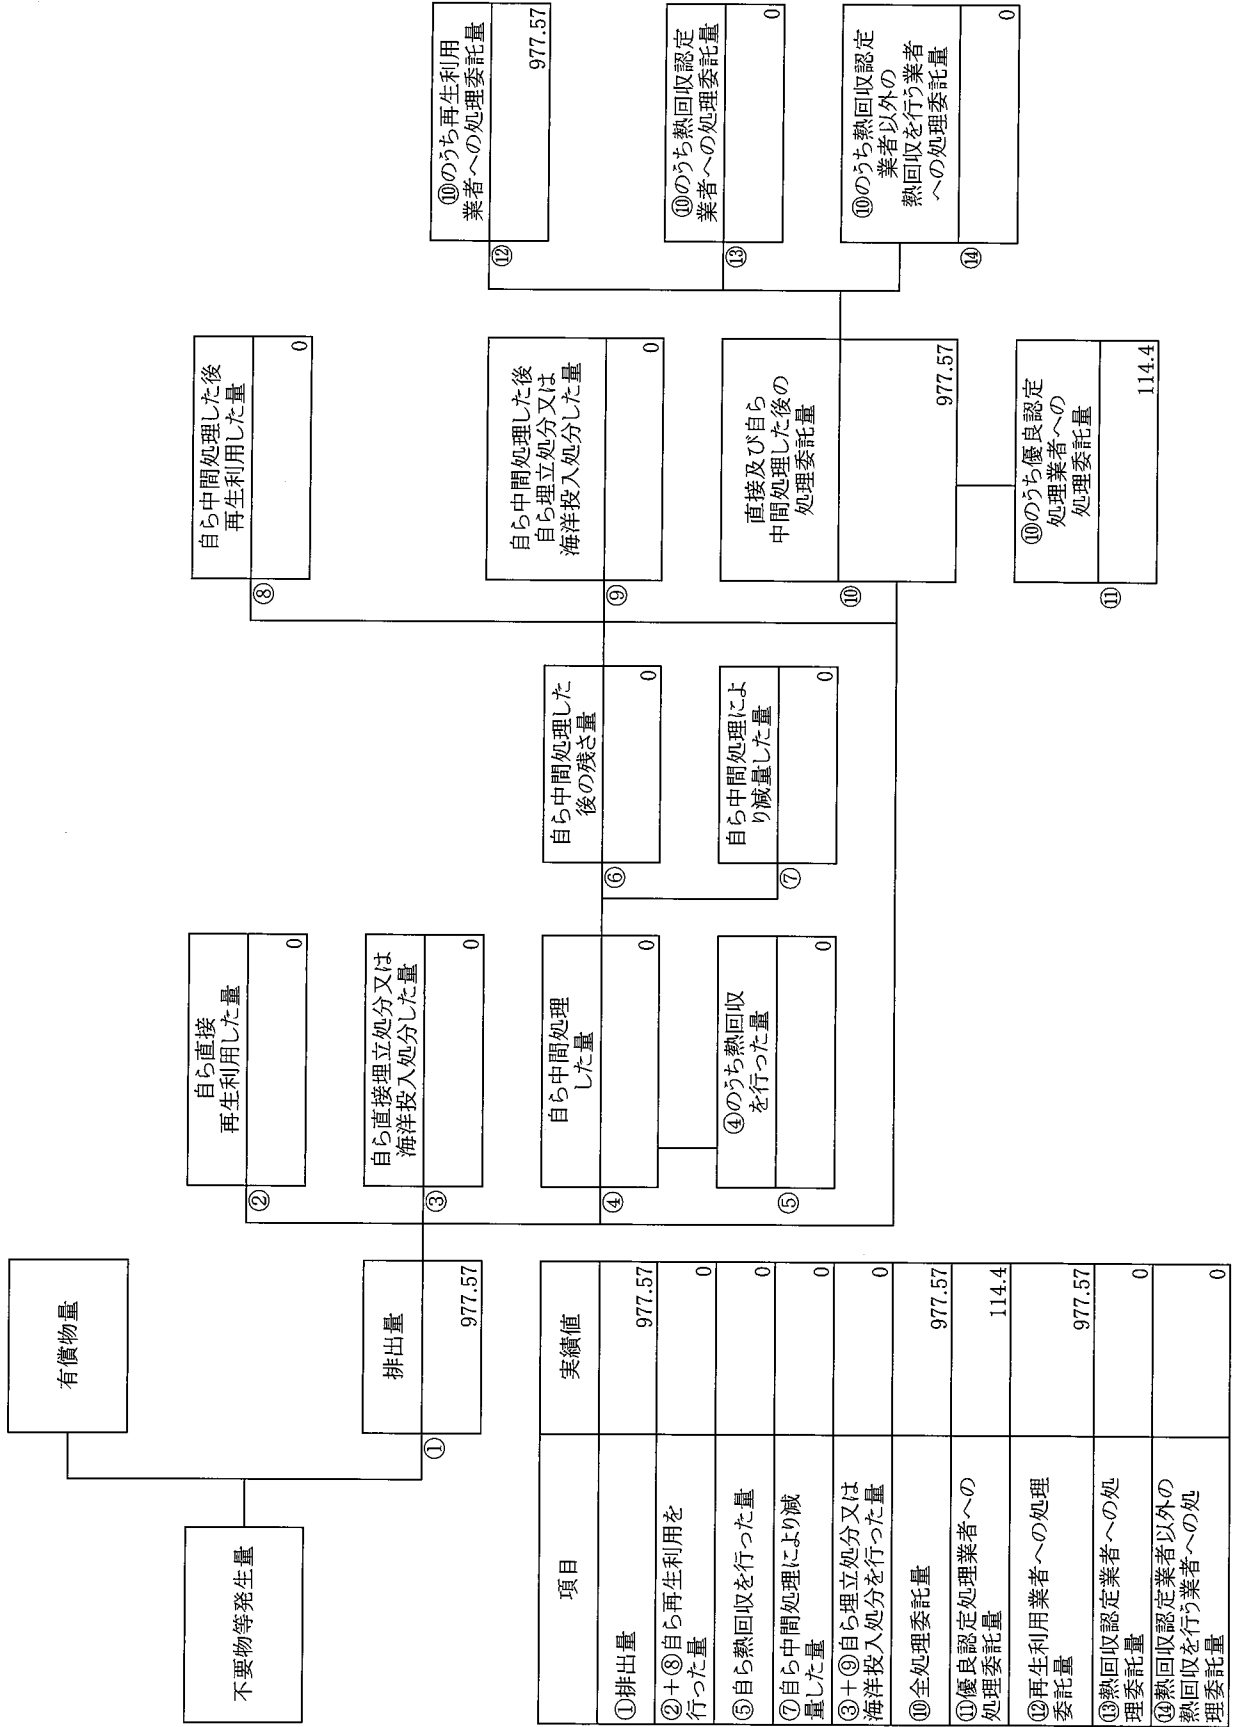 有償物量
不要物等発生量
排出量
①
977.57
自ら直接
再生利用した量
②
0
自ら直接埋立処分又は
海洋投入処分した量
③
0
自ら中間処理
した量
④
0
④のうち熱回収
を行った量
⑤
0
自ら中間処理した
後の残さ量
⑥
0
自ら中間処理によ
り減量した量
⑦
0
自ら中間処理した後
再生利用した量
⑧
0
自ら中間処理した後
自ら埋立処分又は
海洋投入処分した量
⑨
0
直接及び自ら
中間処理した後の
処理委託量
⑩
977.57
⑩のうち優良認定
処理業者への
処理委託量
⑪
114.4
⑩のうち再生利用
業者への処理委託量
⑫
977.57
⑩のうち熱回収認定
業者への処理委託量
⑬
0
⑩のうち熱回収認定
業者以外の
熱回収を行う業者
への処理委託量
⑭
0
項目 実績値
①排出量 977.57
②+⑧自ら再生利用を
行った量 0
⑤自ら熱回収を行った量 0
⑦自ら中間処理により減
量した量 0
③+⑨自ら埋立処分又は
海洋投入処分を行った量 0
⑩全処理委託量 977.57
⑪優良認定処理業者への
処理委託量 114.4
⑫再生利用業者への処理
委託量 977.57
⑬熱回収認定業者への処
理委託量 0
⑭熱回収認定業者以外の
熱回収を行う業者への処
理委託量 0